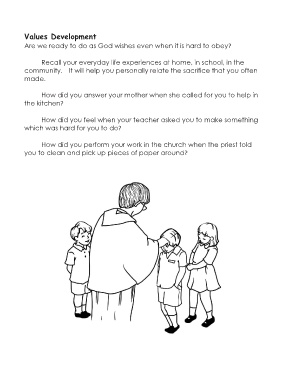 Values Development
Are we ready to do as God wishes even when it is hard to obey?
Recall your everyday life experiences at home, in school, in the
community. It will help you personally relate the sacrifice that you often
made.
How did you answer your mother when she called for you to help in
the kitchen?
How did you feel when your teacher asked you to make something
which was hard for you to do?
How did you perform your work in the church when the priest told
you to clean and pick up pieces of paper around?